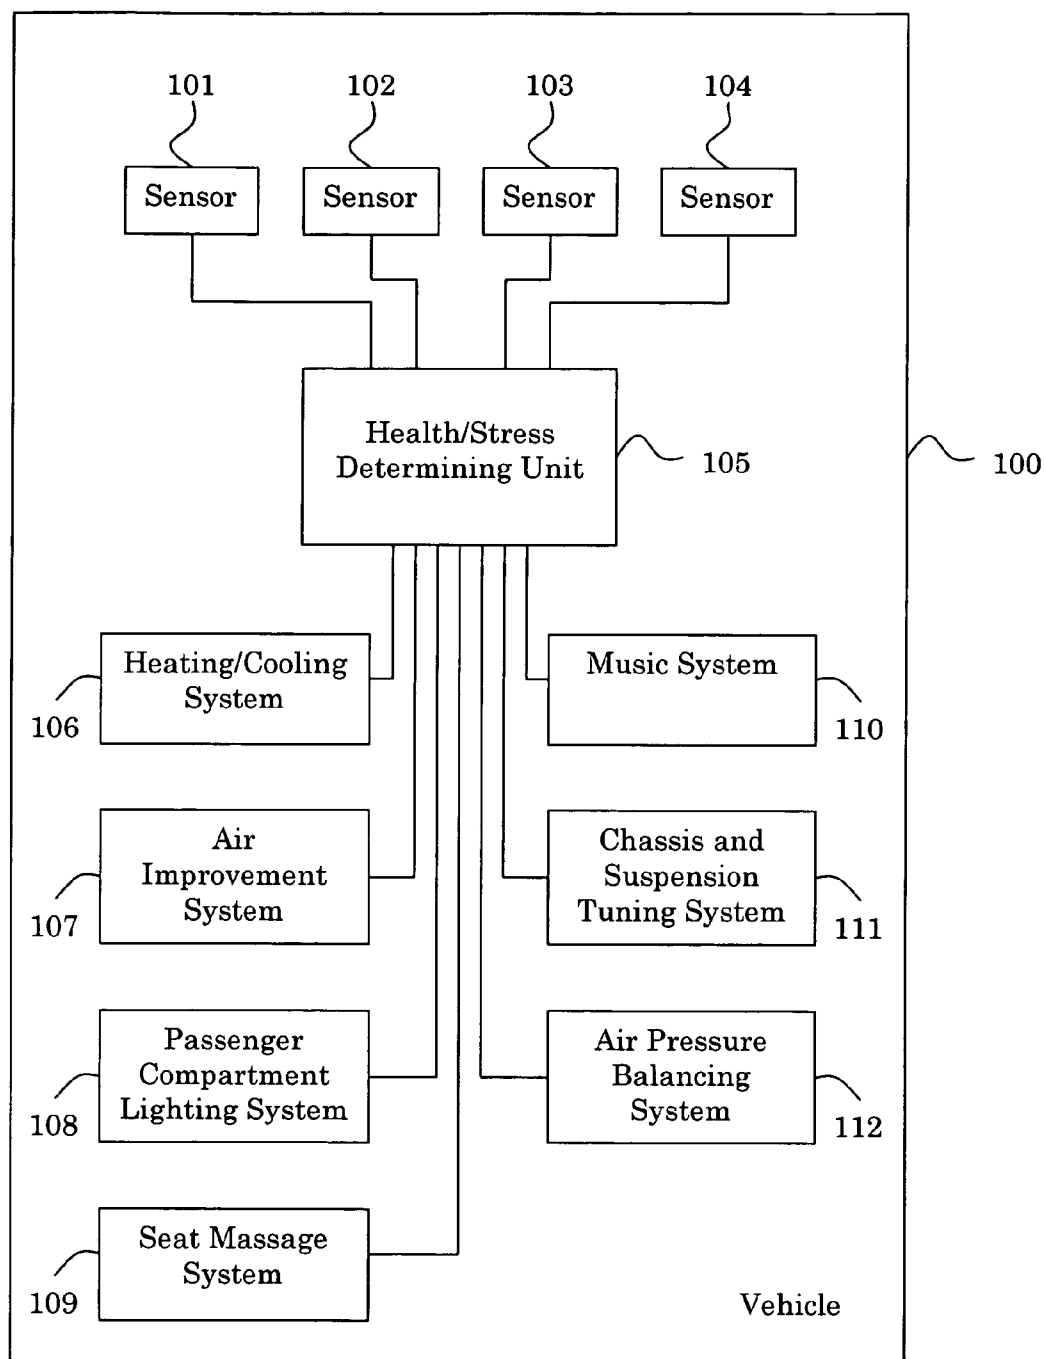 101
102
103
104
Sensor
Sensor
Sensor
Sensor
Health/Stress
Determining Unit
105
100
Heating/Cooling
System
106
Music System
110
Air
Improvement
System
107
Chassis and
Suspension
Tuning System
111
Passenger
Compartment
Lighting System
108
Air Pressure
Balancing
System
112
Seat Massage
System
109
Vehicle